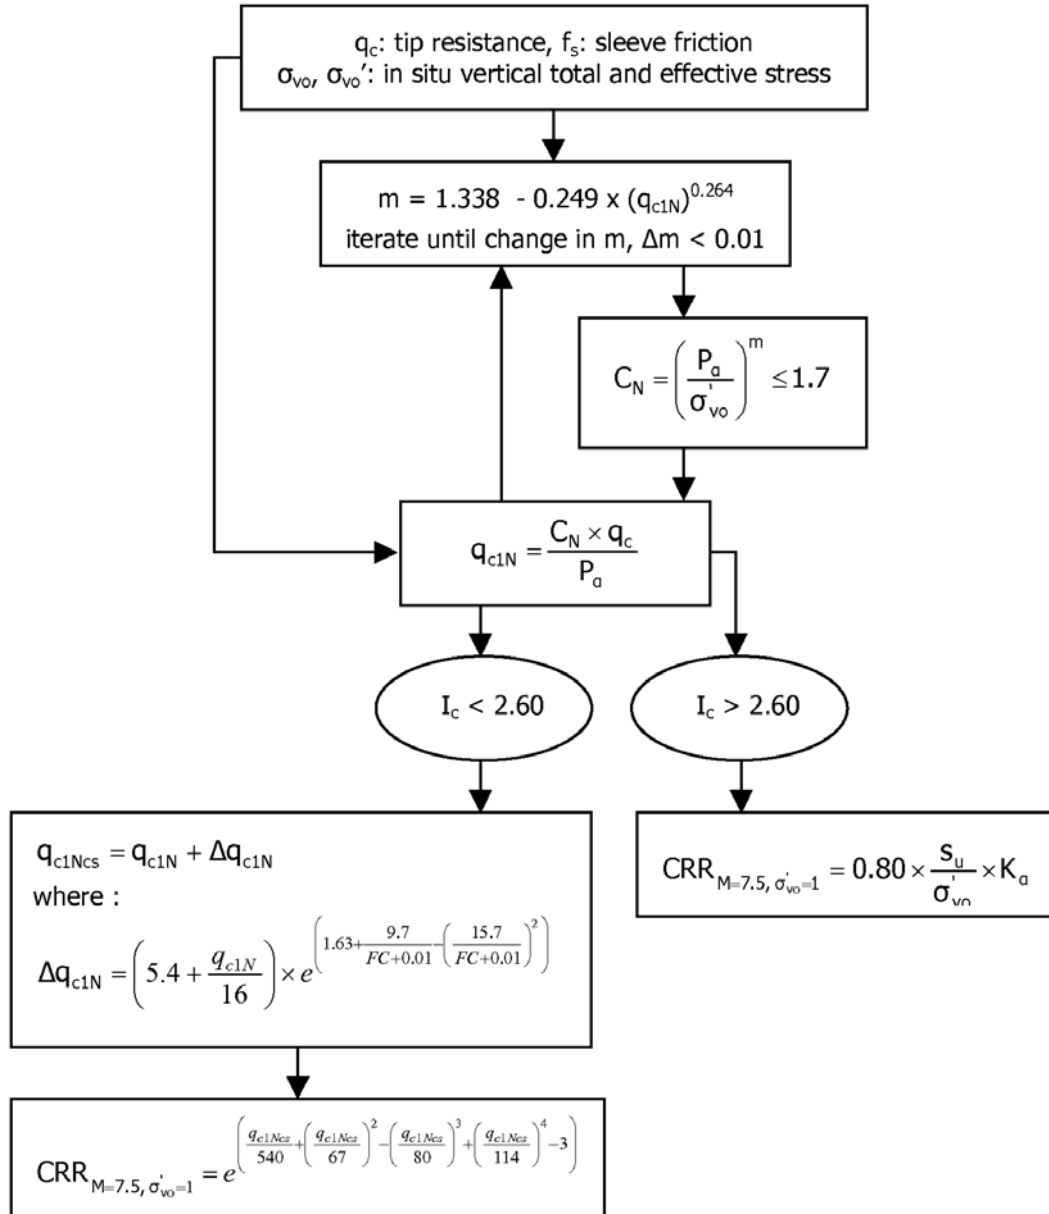 q_c: tip resistance, f_s: sleeve friction
σ_vo, σ_vo′: in situ vertical total and effective stress
m = 1.338 - 0.249 x (q_c1N)^0.264
iterate until change in m, Δm < 0.01
C_N = (P_a / σ'_vo)^m ≤ 1.7
q_c1N = (C_N × q_c) / P_a
I_c < 2.60
I_c > 2.60
q_c1Ncs = q_c1N + Δq_c1N
where :
Δq_c1N = (5.4 + q_c1N/16) × e^(1.63 + 9.7/(FC+0.01) - (15.7/(FC+0.01))^2)
CRR_M=7.5, σ'_vo=1 = 0.80 × s_u/σ'_vo × K_α
CRR_M=7.5, σ'_vo=1 = e^(q_c1Ncs/540 + (q_c1Ncs/67)^2 - (q_c1Ncs/80)^3 + (q_c1Ncs/114)^4 - 3)